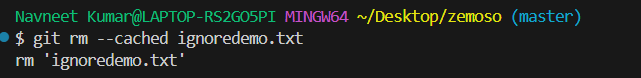 Navneet Kumar@LAPTOP-RS2GO5PI MINGW64 ~/Desktop/zemoso (master)
$ git rm --cached ignoredemo.txt
rm 'ignoredemo.txt'